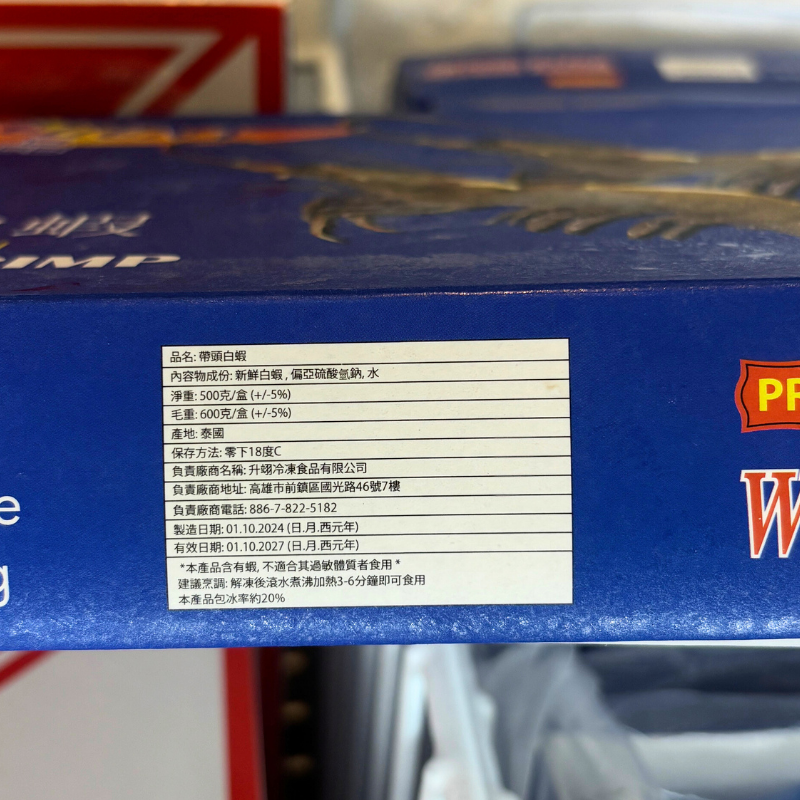 蝦
IMP
品名: 帶頭白蝦
內容物成份: 新鮮白蝦 , 偏亞硫酸氫鈉, 水
淨重: 500克/盒 (+/-5%)
毛重: 600克/盒 (+/-5%)
產地: 泰國
保存方法: 零下18度C
負責廠商名稱: 升翊冷凍食品有限公司
負責廠商地址: 高雄市前鎮區國光路46號7樓
負責廠商電話: 886-7-822-5182
製造日期: 01.10.2024 (日.月.西元年)
有效日期: 01.10.2027 (日.月.西元年)
*本產品含有蝦, 不適合其過敏體質者食用 *
建議烹調: 解凍後滾水煮沸加熱3-6分鐘即可食用
本產品包冰率約20%
e
g
PR
W